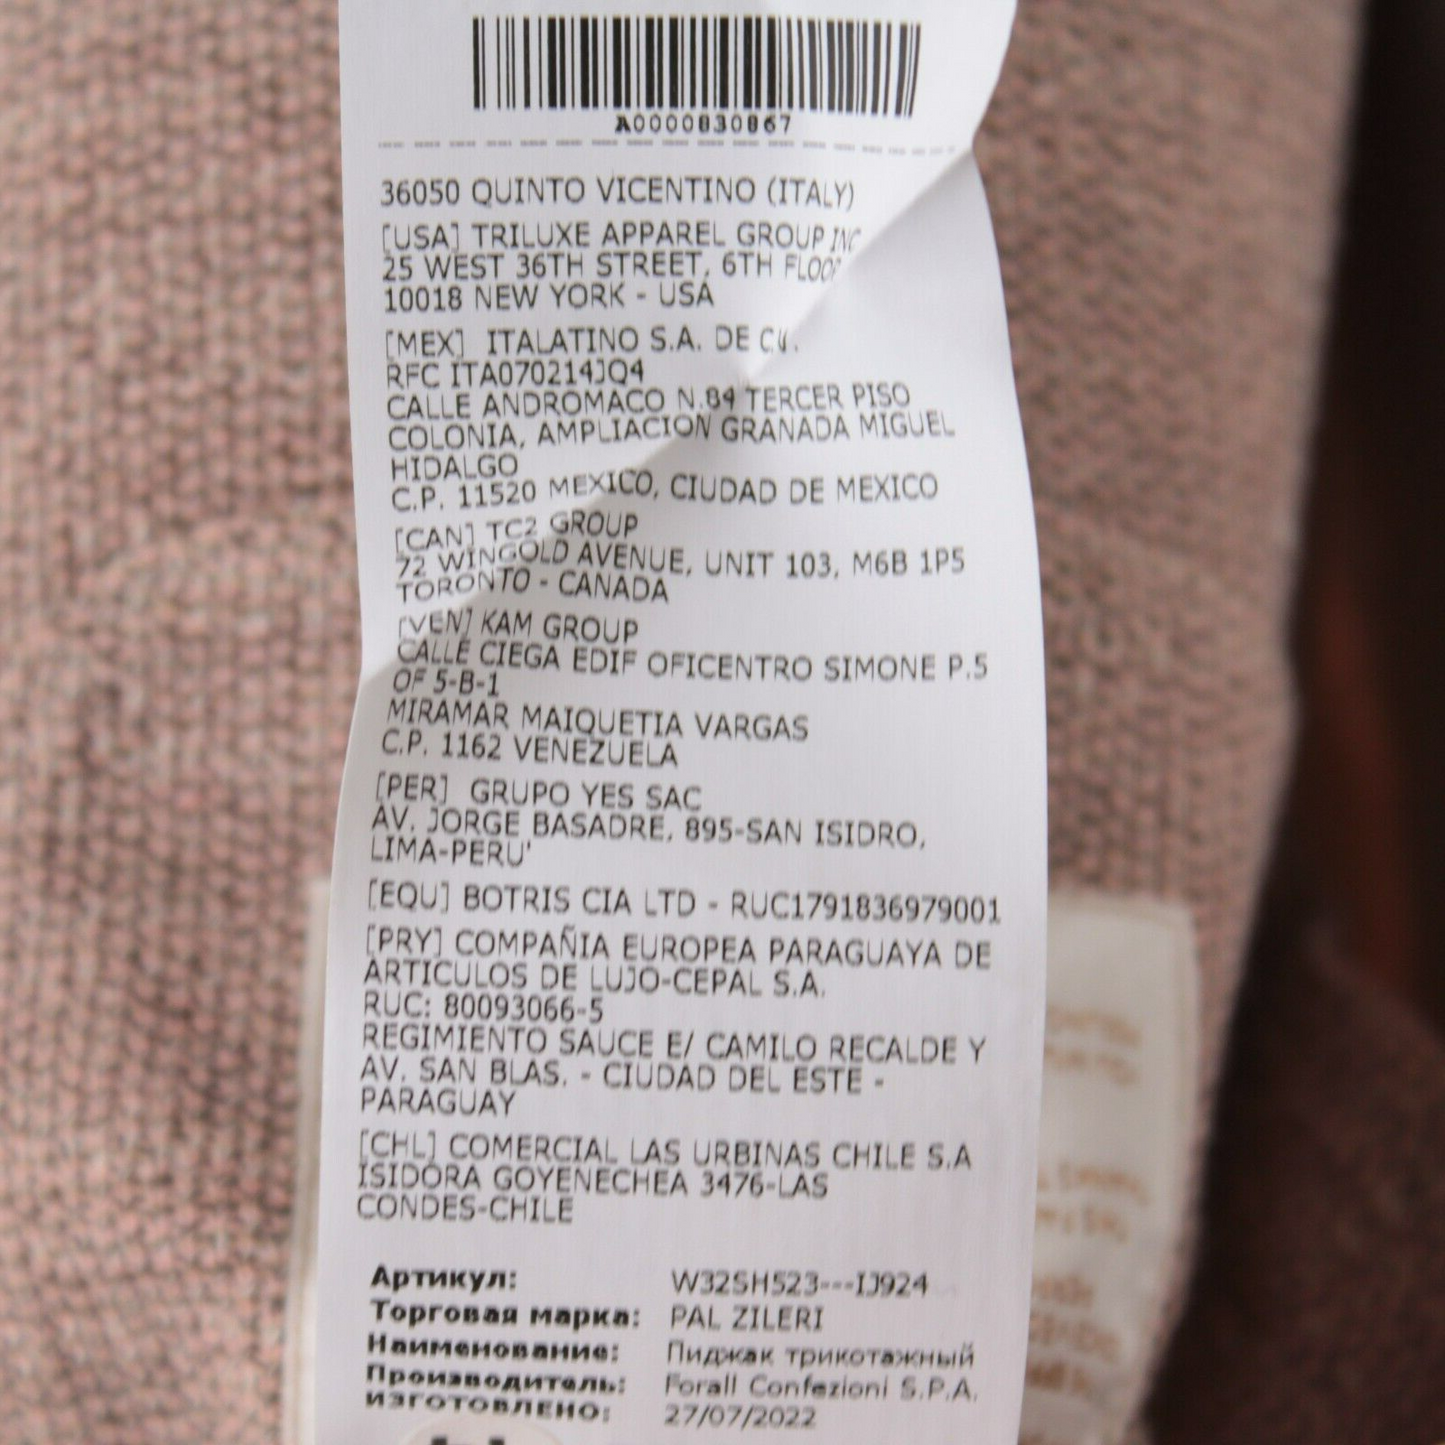 A0000830867
36050 QUINTO VICENTINO (ITALY)
[USA] TRILUXE APPAREL GROUP INC
25 WEST 36TH STREET, 6TH FLOOR
10018 NEW YORK - USA
[MEX] ITALATINO S.A. DE C.V.
RFC ITA070214JQ4
CALLE ANDROMACO N.84 TERCER PISO
COLONIA, AMPLIACION GRANADA MIGUEL
HIDALGO
C.P. 11520 MEXICO, CIUDAD DE MEXICO
[CAN] TC2 GROUP
72 WINGOLD AVENUE, UNIT 103, M6B 1P5
TORONTO - CANADA
[VEN] KAM GROUP
CALLE CIEGA EDIF OFICENTRO SIMONE P.5
OF 5-B-1
MIRAMAR MAIQUETIA VARGAS
C.P. 1162 VENEZUELA
[PER] GRUPO YES SAC
AV. JORGE BASADRE, 895-SAN ISIDRO,
LIMA-PERU'
[EQU] BOTRIS CIA LTD - RUC1791836979001
[PRY] COMPAÑIA EUROPEA PARAGUAYA DE
ARTICULOS DE LUJO-CEPAL S.A.
RUC: 80093066-5
REGIMIENTO SAUCE E/ CAMILO RECALDE Y
AV. SAN BLAS. - CIUDAD DEL ESTE -
PARAGUAY
[CHL] COMERCIAL LAS URBINAS CHILE S.A
ISIDORA GOYENECHEA 3476-LAS
CONDES-CHILE
Артикул: W32SH523---IJ924
Торговая марка: PAL ZILERI
Наименование: Пиджак трикотажный
Производитель: Forall Confezioni S.P.A.
ИЗГОТОВЛЕНО: 27/07/2022